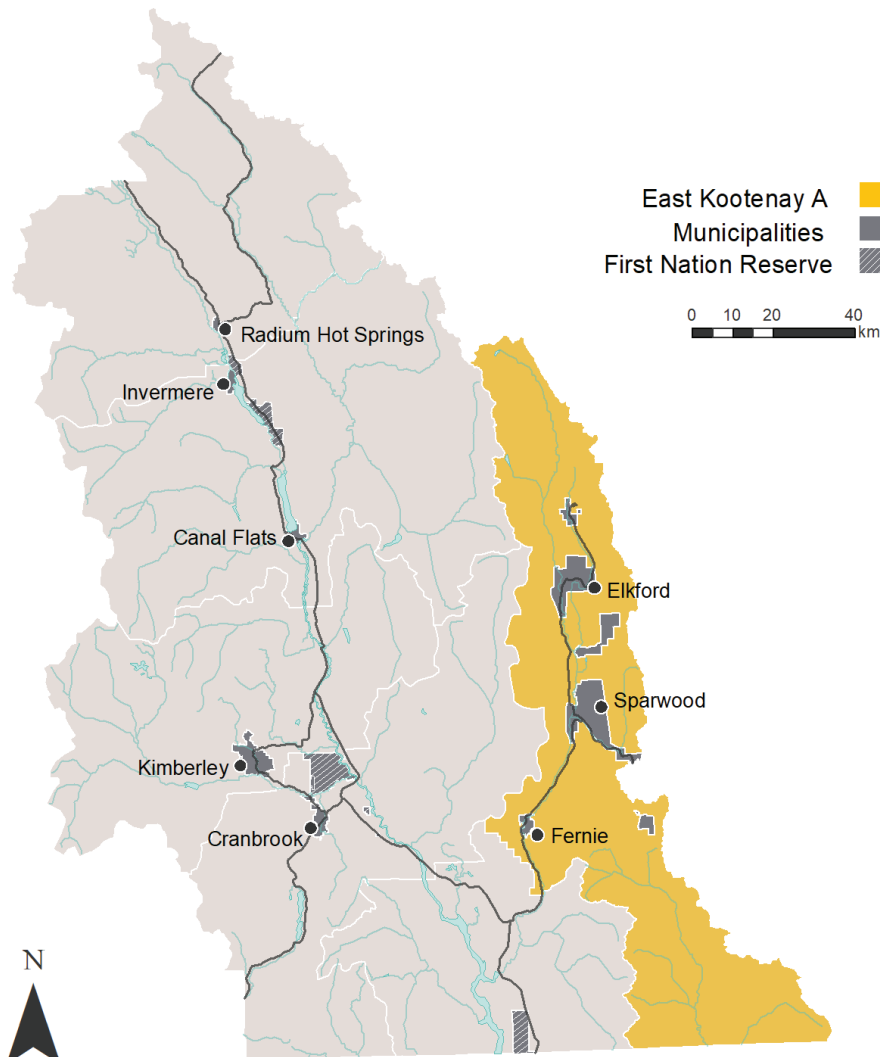 East Kootenay A
Municipalities
First Nation Reserve
0 10 20 40
km
Radium Hot Springs
Invermere
Canal Flats
Elkford
Sparwood
Kimberley
Cranbrook
Fernie
N